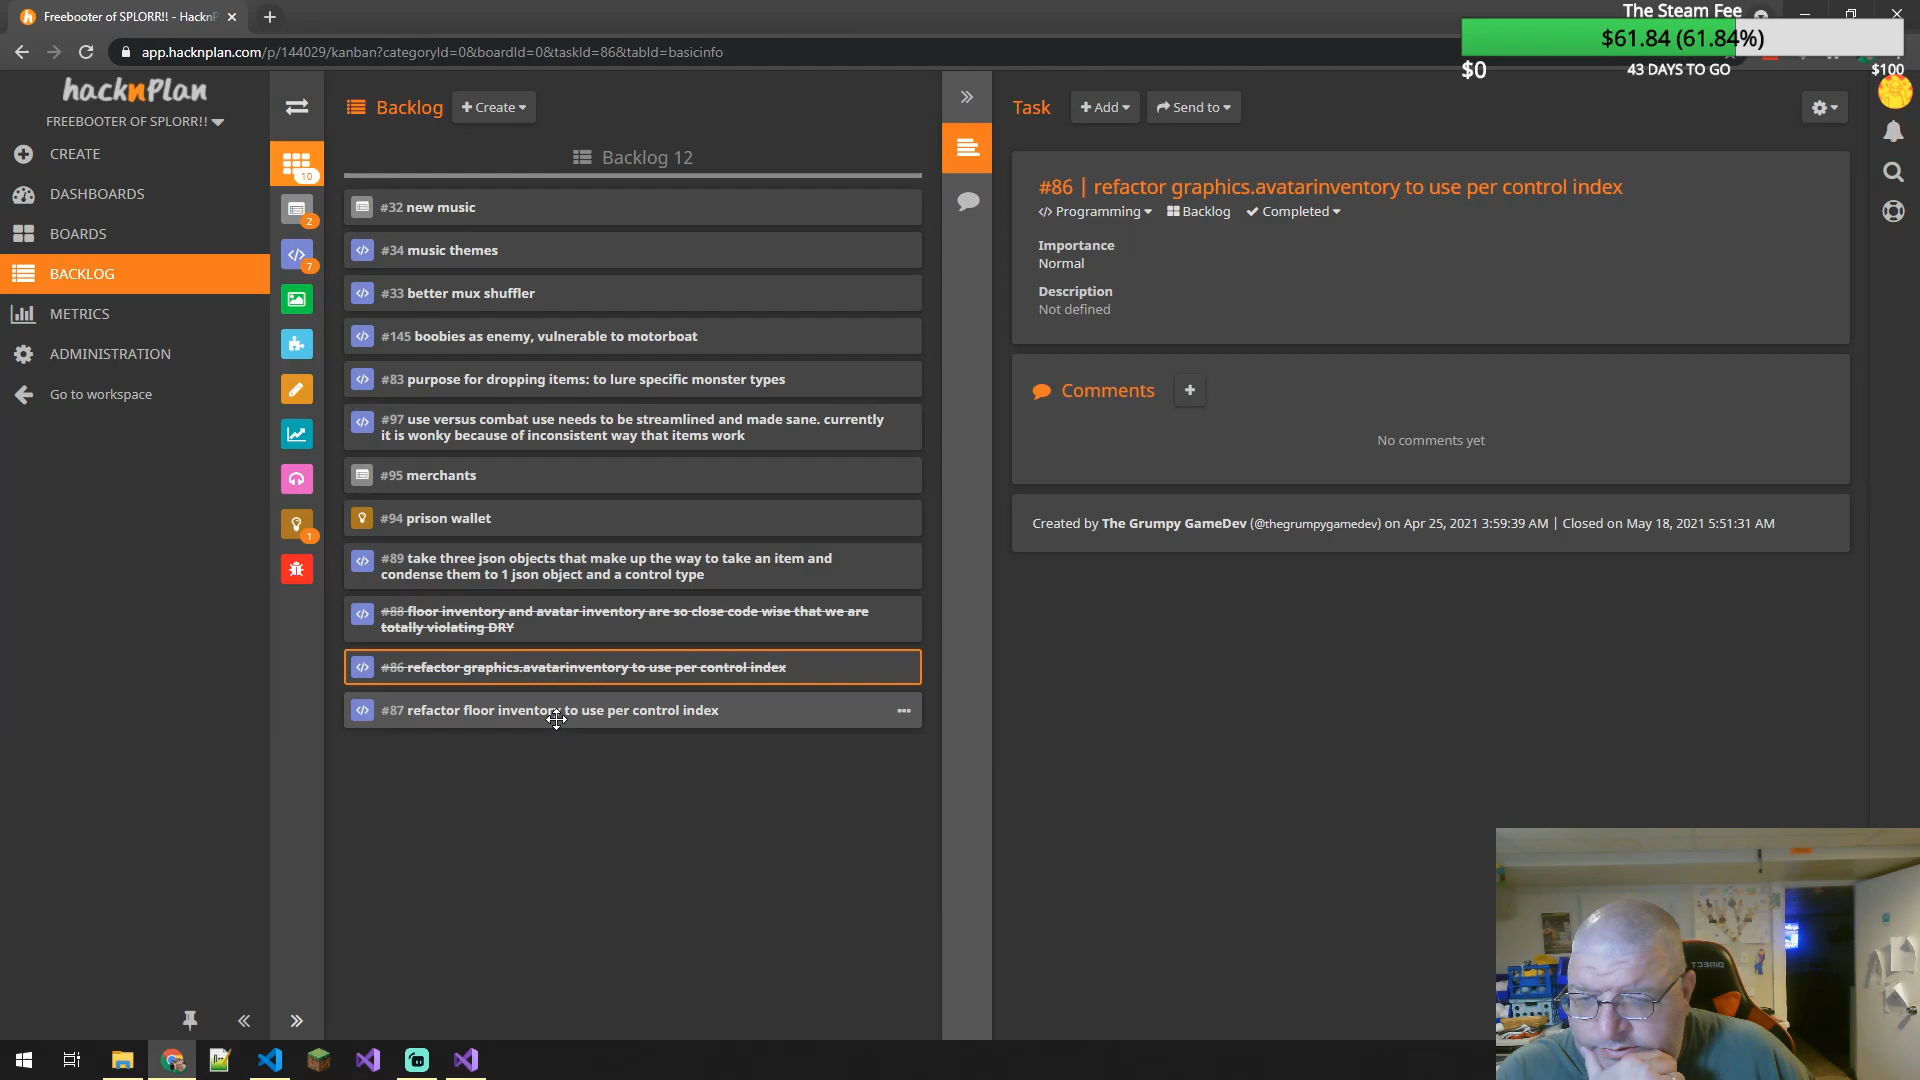 Freebooter of SPLORR!! - HacknP
The Steam Fee
app.hacknplan.com/p/144029/kanban?categoryId=0&boardId=0&taskId=86&tabId=basicinfo
$61.84 (61.84%)
$0
43 DAYS TO GO
$100
hacknPlan
FREEBOOTER OF SPLORR!!
CREATE
DASHBOARDS
BOARDS
BACKLOG
METRICS
ADMINISTRATION
Go to workspace
10
2
7
1
Backlog
+ Create
Backlog 12
#32 new music
#34 music themes
#33 better mux shuffler
#145 boobies as enemy, vulnerable to motorboat
#83 purpose for dropping items: to lure specific monster types
#97 use versus combat use needs to be streamlined and made sane. currently
it is wonky because of inconsistent way that items work
#95 merchants
#94 prison wallet
#89 take three json objects that make up the way to take an item and
condense them to 1 json object and a control type
#88 floor inventory and avatar inventory are so close code wise that we are
totally violating DRY
#86 refactor graphics.avatarinventory to use per control index
#87 refactor floor inventory to use per control index
Task
+ Add
Send to
#86 | refactor graphics.avatarinventory to use per control index
Programming
Backlog
Completed
Importance
Normal
Description
Not defined
Comments
No comments yet
Created by The Grumpy GameDev (@thegrumpygamedev) on Apr 25, 2021 3:59:39 AM | Closed on May 18, 2021 5:51:31 AM